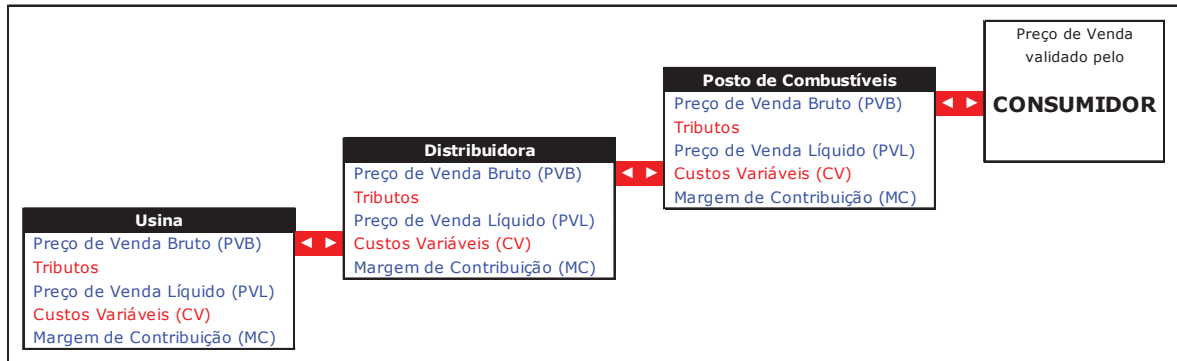 Usina
Preço de Venda Bruto (PVB)
Tributos
Preço de Venda Líquido (PVL)
Custos Variáveis (CV)
Margem de Contribuição (MC)
Distribuidora
Preço de Venda Bruto (PVB)
Tributos
Preço de Venda Líquido (PVL)
Custos Variáveis (CV)
Margem de Contribuição (MC)
Posto de Combustíveis
Preço de Venda Bruto (PVB)
Tributos
Preço de Venda Líquido (PVL)
Custos Variáveis (CV)
Margem de Contribuição (MC)
Preço de Venda
validado pelo
CONSUMIDOR